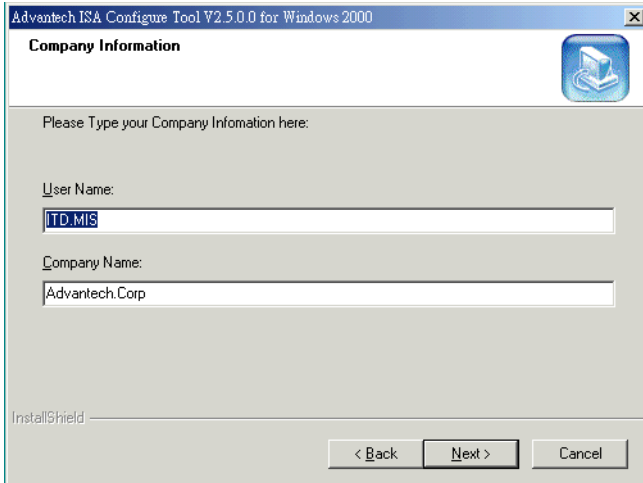 Advantech ISA Configure Tool V2.5.0.0 for Windows 2000
Company Information
Please Type your Company Infomation here:
User Name:
ITD.MIS
Company Name:
Advantech.Corp
InstallShield
< Back
Next >
Cancel